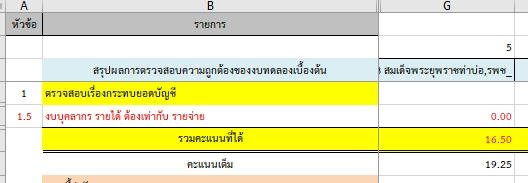 A B G
หัวข้อ รายการ
5
สรุปผลการตรวจสอบความถูกต้องของงบทดลองเบื้องต้น สมเด็จพระยุพราชท่าบ่อ,รพช_
1 ตรวจสอบเรื่องกระทบยอดบัญชี
1.5 งบบุคลากร รายได้ ต้องเท่ากับ รายจ่าย 0.00
รวมคะแนนที่ได้ 16.50
คะแนนเต็ม 19.25